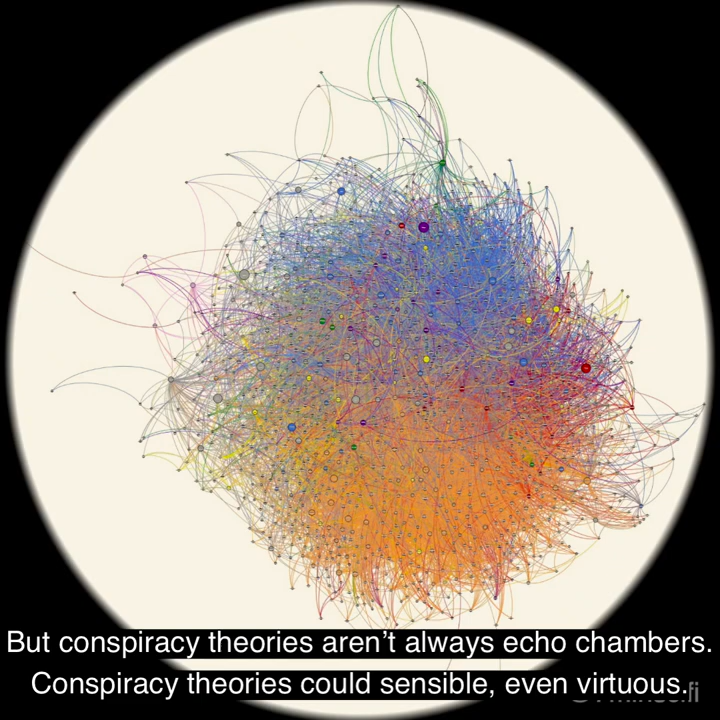 But conspiracy theories aren't always echo chambers.
Conspiracy theories could sensible, even virtuous.